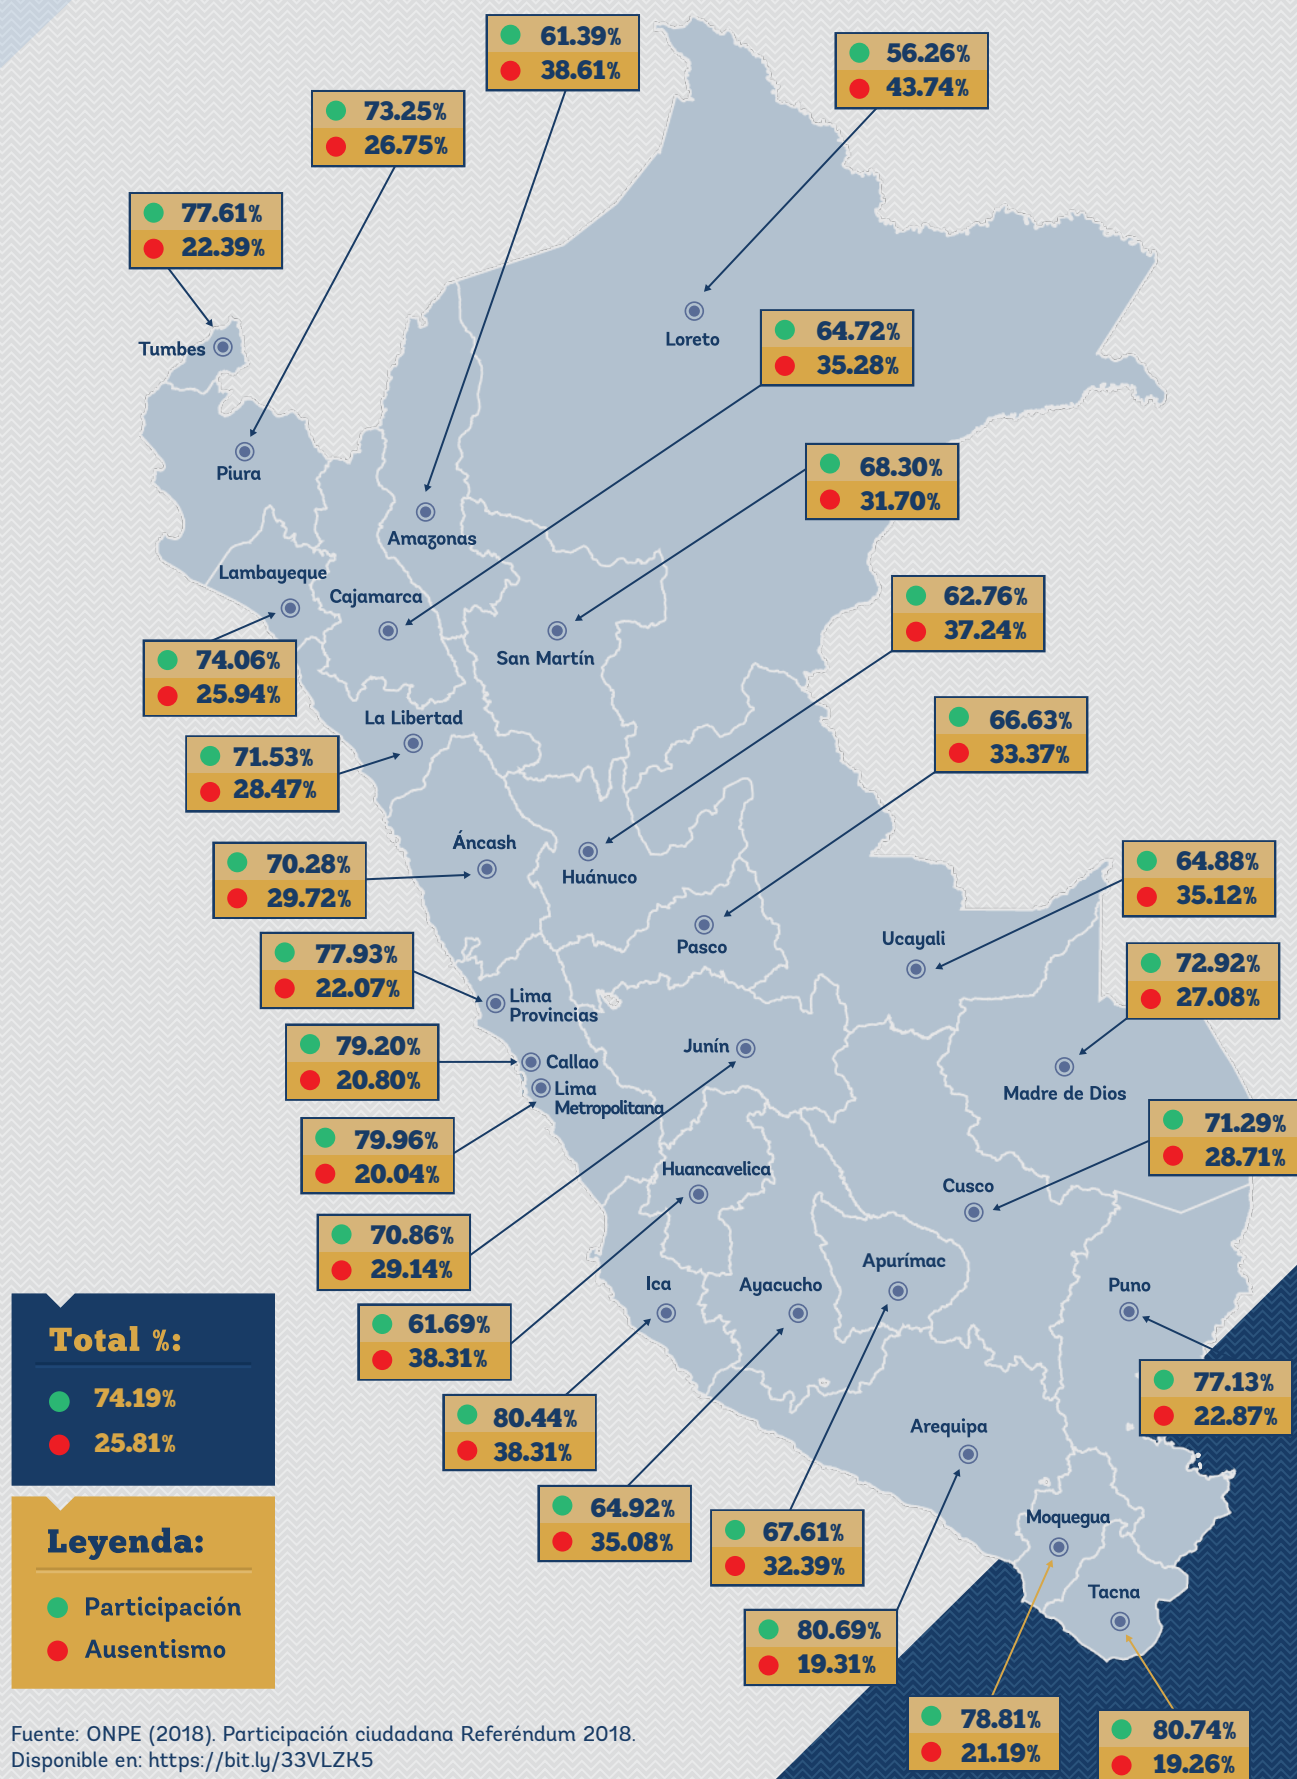 61.39%
38.61%
56.26%
43.74%
73.25%
26.75%
77.61%
22.39%
Tumbes
Loreto
64.72%
35.28%
Piura
68.30%
31.70%
Amazonas
Lambayeque
Cajamarca
62.76%
37.24%
San Martín
74.06%
25.94%
La Libertad
66.63%
33.37%
71.53%
28.47%
Áncash
Huánuco
70.28%
29.72%
64.88%
35.12%
Pasco
Ucayali
77.93%
22.07%
72.92%
27.08%
Lima
Provincias
79.20%
20.80%
Junín
Callao
Lima
Metropolitana
Madre de Dios
79.96%
20.04%
71.29%
28.71%
Huancavelica
Cusco
70.86%
29.14%
Apurímac
Ica
Ayacucho
Puno
61.69%
38.31%
Total %:
74.19%
25.81%
77.13%
22.87%
80.44%
38.31%
Arequipa
64.92%
35.08%
67.61%
32.39%
Moquegua
Leyenda:
Participación
Ausentismo
Tacna
80.69%
19.31%
78.81%
21.19%
80.74%
19.26%
Fuente: ONPE (2018). Participación ciudadana Referéndum 2018.
Disponible en: https://bit.ly/33VLZK5